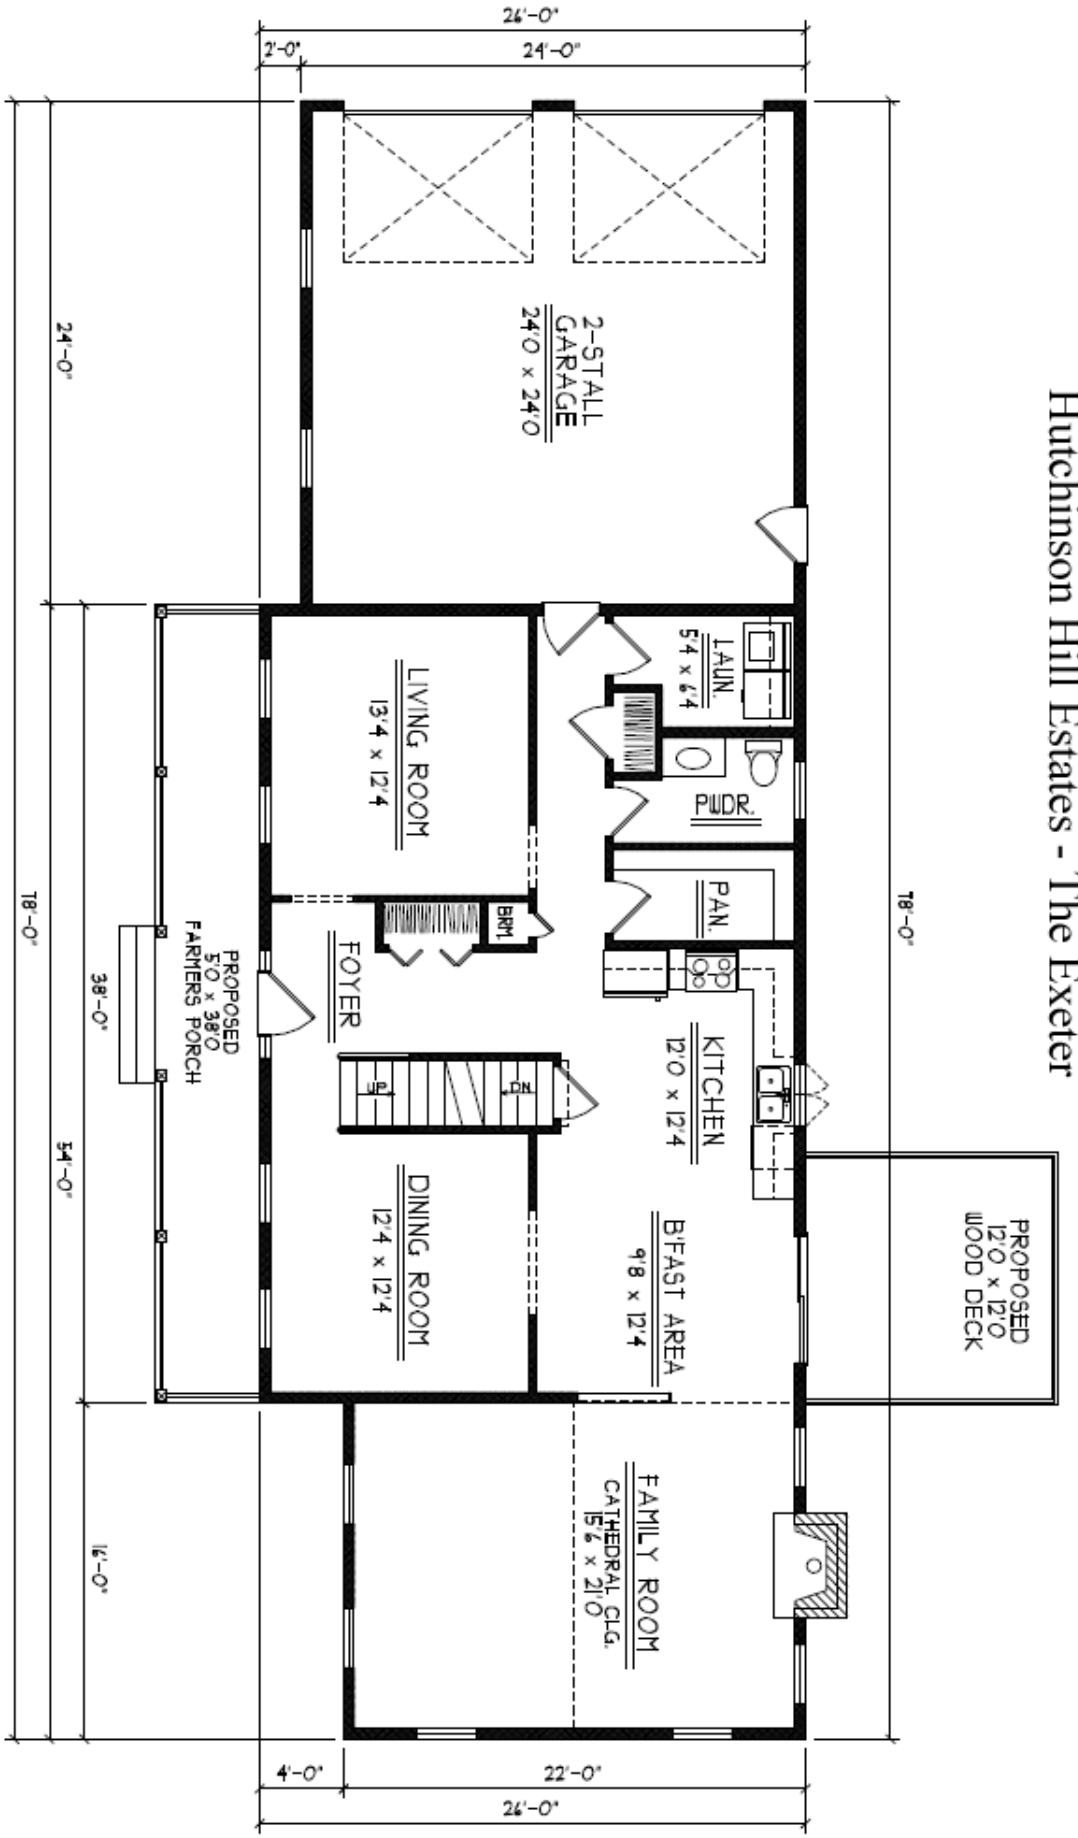 Hutchinson Hill Estates - The Exeter
78'-0"
PROPOSED
12'0 x 12'0
WOOD DECK
26'-0"
24'-0"
2'-0"
2-STALL
GARAGE
24'0 x 24'0
LAUN.
5'4 x 6'4
PWDR.
PAN.
KITCHEN
12'0 x 12'4
B'FAST AREA
9'8 x 12'4
FAMILY ROOM
CATHEDRAL CLG.
15'6 x 21'0
BRM.
LIVING ROOM
13'4 x 12'4
FOYER
UP
DN
DINING ROOM
12'4 x 12'4
22'-0"
4'-0"
26'-0"
PROPOSED
5'0 x 38'0
FARMERS PORCH
38'-0"
16'-0"
24'-0"
54'-0"
78'-0"